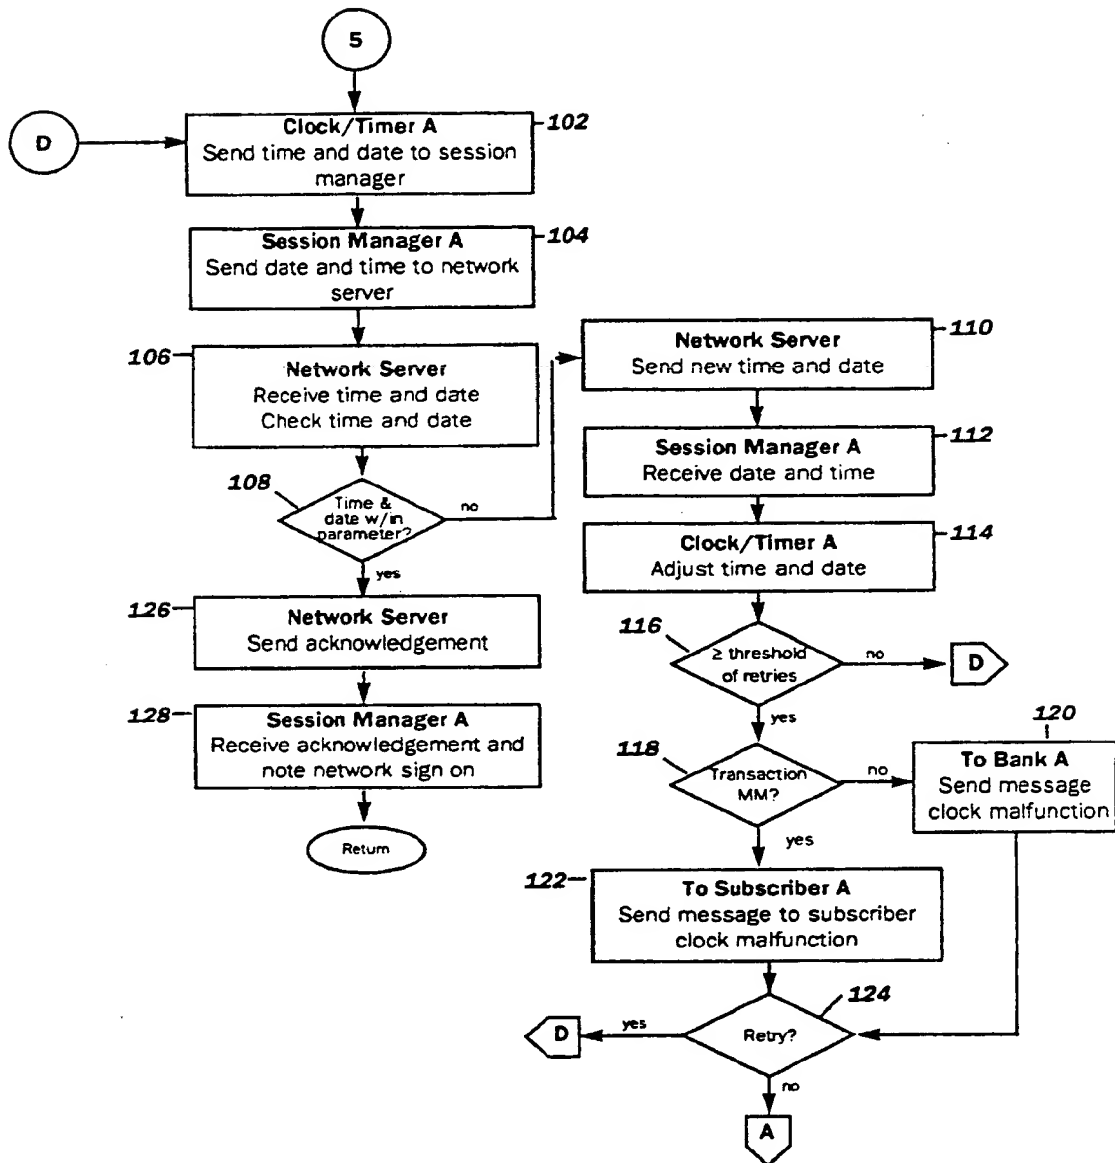 5
D
Clock/Timer A
102
Send time and date to session
manager
Session Manager A
104
Send date and time to network
server
106
Network Server
Receive time and date
Check time and date
108
Time &
date w/in
parameter?
no
yes
126
Network Server
Send acknowledgement
128
Session Manager A
Receive acknowledgement and
note network sign on
Return
110
Network Server
Send new time and date
112
Session Manager A
Receive date and time
114
Clock/Timer A
Adjust time and date
116
≥ threshold
of retries
no
D
yes
118
Transaction
MM?
no
120
To Bank A
Send message
clock malfunction
yes
122
To Subscriber A
Send message to subscriber
clock malfunction
124
Retry?
yes
D
no
A